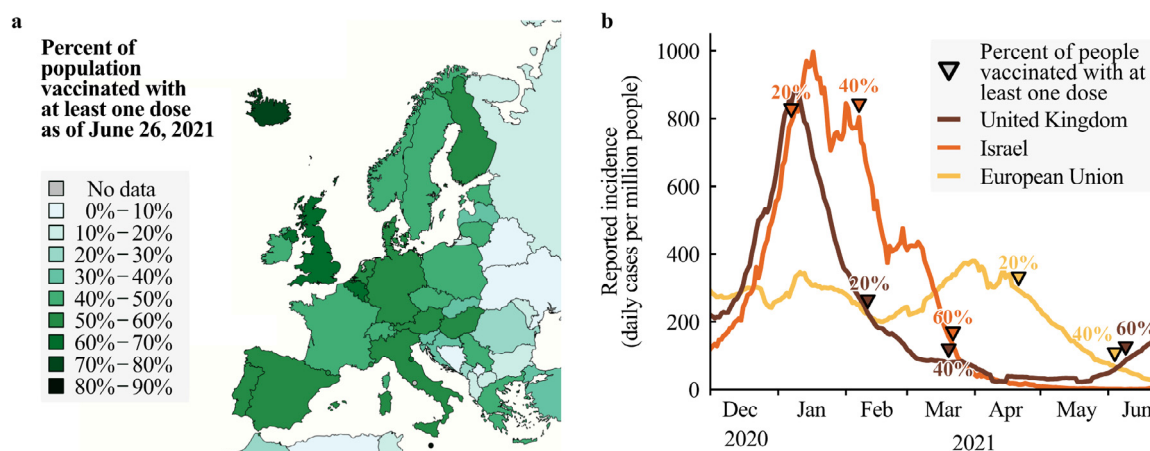 a
Percent of
population
vaccinated with
at least one dose
as of June 26, 2021
No data
0%–10%
10%–20%
20%–30%
30%–40%
40%–50%
50%–60%
60%–70%
70%–80%
80%–90%
b
Reported incidence
(daily cases per million people)
1000
800
600
400
200
0
Percent of people
vaccinated with at
least one dose
United Kingdom
Israel
European Union
20%
40%
20%
20%
60%
40%
40%
60%
Dec Jan Feb Mar Apr May Jun
2020 2021